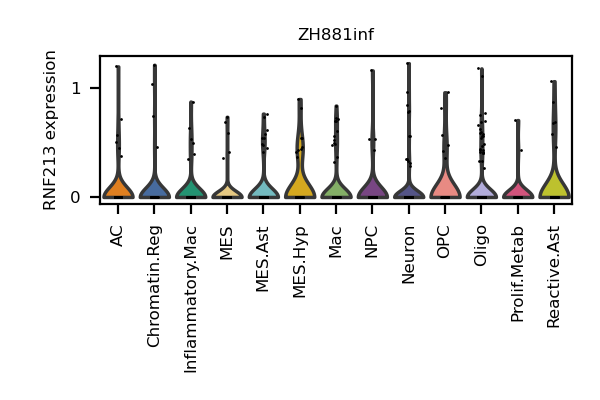 ZH881inf
RNF213 expression
1
0
AC
Chromatin.Reg
Inflammatory.Mac
MES
MES.Ast
MES.Hyp
Mac
NPC
Neuron
OPC
Oligo
Prolif.Metab
Reactive.Ast